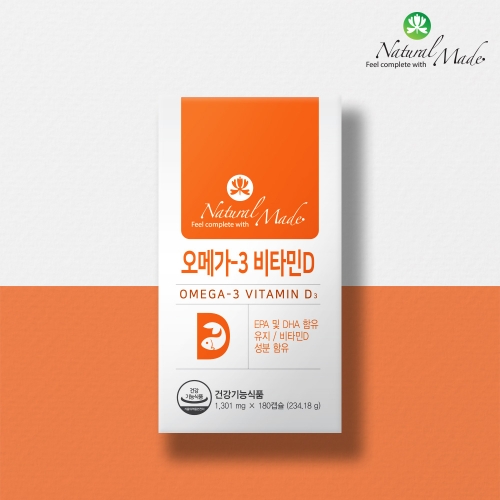 Natural Made
Feel complete with
Natural Made
Feel complete with
오메가-3 비타민D
OMEGA-3 VITAMIN D3
EPA 및 DHA 함유
유지 / 비타민D
성분 함유
D
건강
기능식품
건강기능식품
1,301 mg × 180캡슐 (234.18 g)